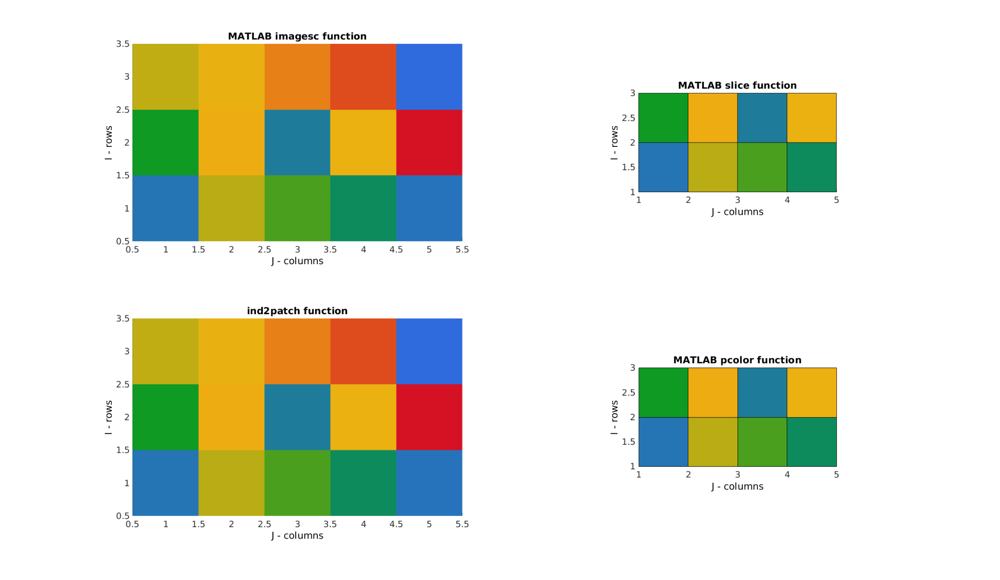 MATLAB imagesc function
3.5
3
2.5
2
1.5
1
0.5
I - rows
0.5 1 1.5 2 2.5 3 3.5 4 4.5 5 5.5
J - columns
MATLAB slice function
3
2.5
2
1.5
1
I - rows
1 2 3 4 5
J - columns
ind2patch function
3.5
3
2.5
2
1.5
1
0.5
I - rows
0.5 1 1.5 2 2.5 3 3.5 4 4.5 5 5.5
J - columns
MATLAB pcolor function
3
2.5
2
1.5
1
I - rows
1 2 3 4 5
J - columns